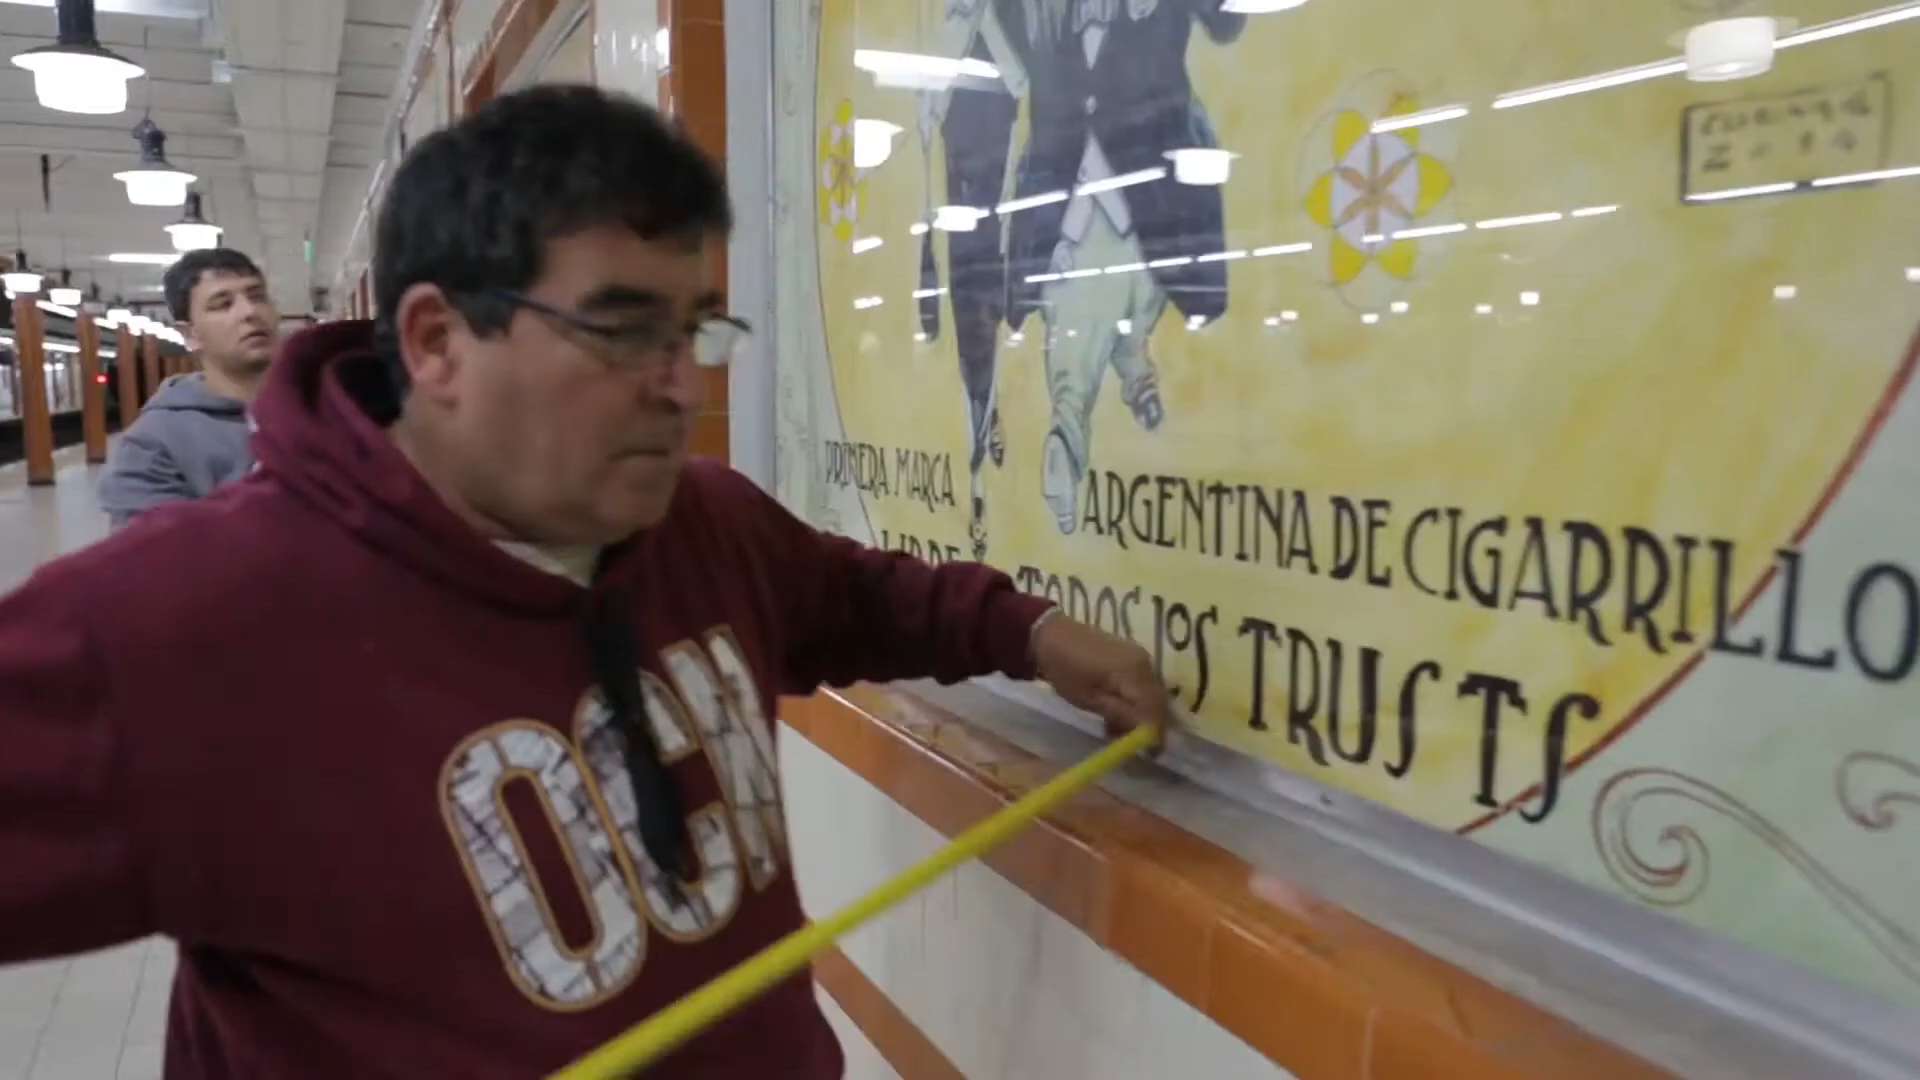 PRIMERA MARCA ARGENTINA DE CIGARRILLO
LIBRE TODOS LOS TRUSTS
OCN